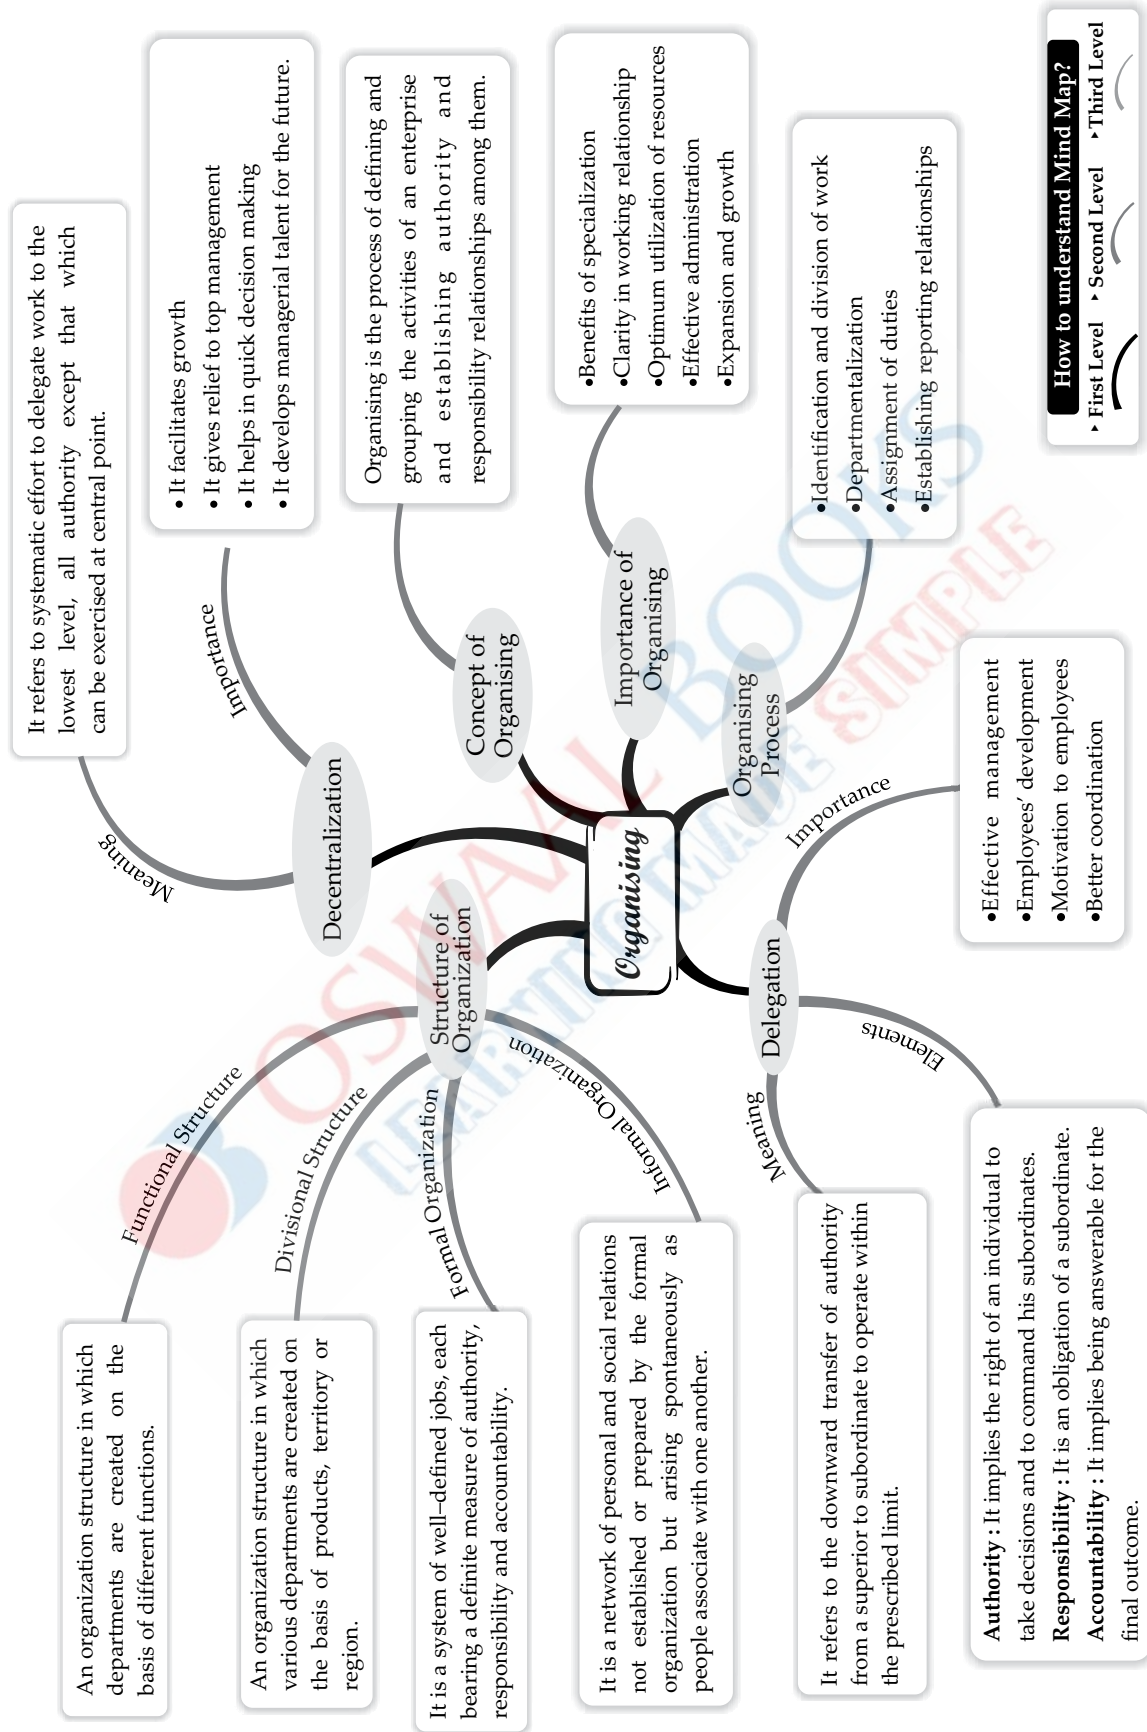 It refers to systematic effort to delegate work to the
lowest level, all authority except that which
can be exercised at central point.
Meaning
Importance
• It facilitates growth
• It gives relief to top management
• It helps in quick decision making
• It develops managerial talent for the future.
Decentralization
Organising is the process of defining and
grouping the activities of an enterprise
and establishing authority and
responsibility relationships among them.
Concept of
Organising
•Benefits of specialization
•Clarity in working relationship
•Optimum utilization of resources
•Effective administration
•Expansion and growth
Importance of
Organising
•Identification and division of work
•Departmentalization
•Assignment of duties
•Establishing reporting relationships
Organising
Process
Organising
Structure of
Organization
Functional Structure
An organization structure in which
departments are created on the
basis of different functions.
Divisional Structure
An organization structure in which
various departments are created on
the basis of products, territory or
region.
Formal Organization
It is a system of well–defined jobs, each
bearing a definite measure of authority,
responsibility and accountability.
Informal Organization
It is a network of personal and social relations
not established or prepared by the formal
organization but arising spontaneously as
people associate with one another.
Delegation
Meaning
It refers to the downward transfer of authority
from a superior to subordinate to operate within
the prescribed limit.
Elements
Authority : It implies the right of an individual to
take decisions and to command his subordinates.
Responsibility : It is an obligation of a subordinate.
Accountability : It implies being answerable for the
final outcome.
Importance
•Effective management
•Employees' development
•Motivation to employees
•Better coordination
How to understand Mind Map?
▸ First Level ▸ Second Level ▸Third Level
OSWAAL BOOKS
LEARNING MADE SIMPLE